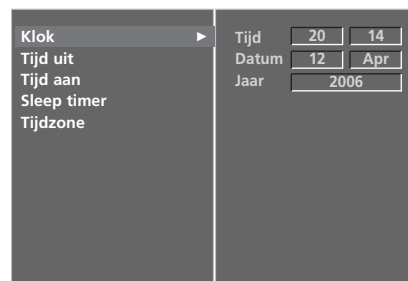 Klok ►
Tijd uit
Tijd aan
Sleep timer
Tijdzone
Tijd 20 14
Datum 12 Apr
Jaar 2006